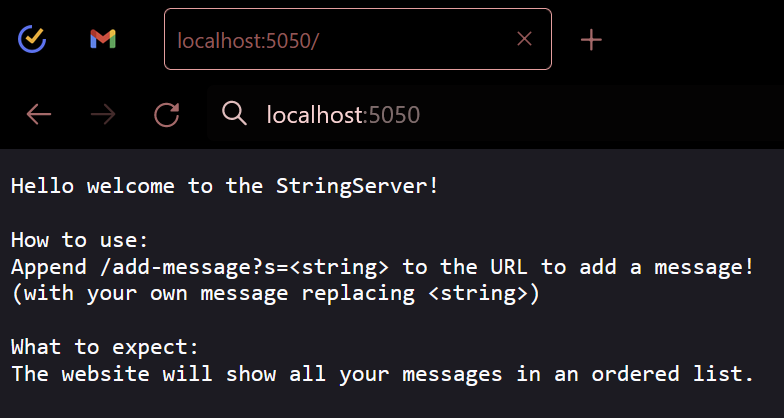 localhost:5050/
localhost:5050
Hello welcome to the StringServer!
How to use:
Append /add-message?s=<string> to the URL to add a message!
(with your own message replacing <string>)
What to expect:
The website will show all your messages in an ordered list.